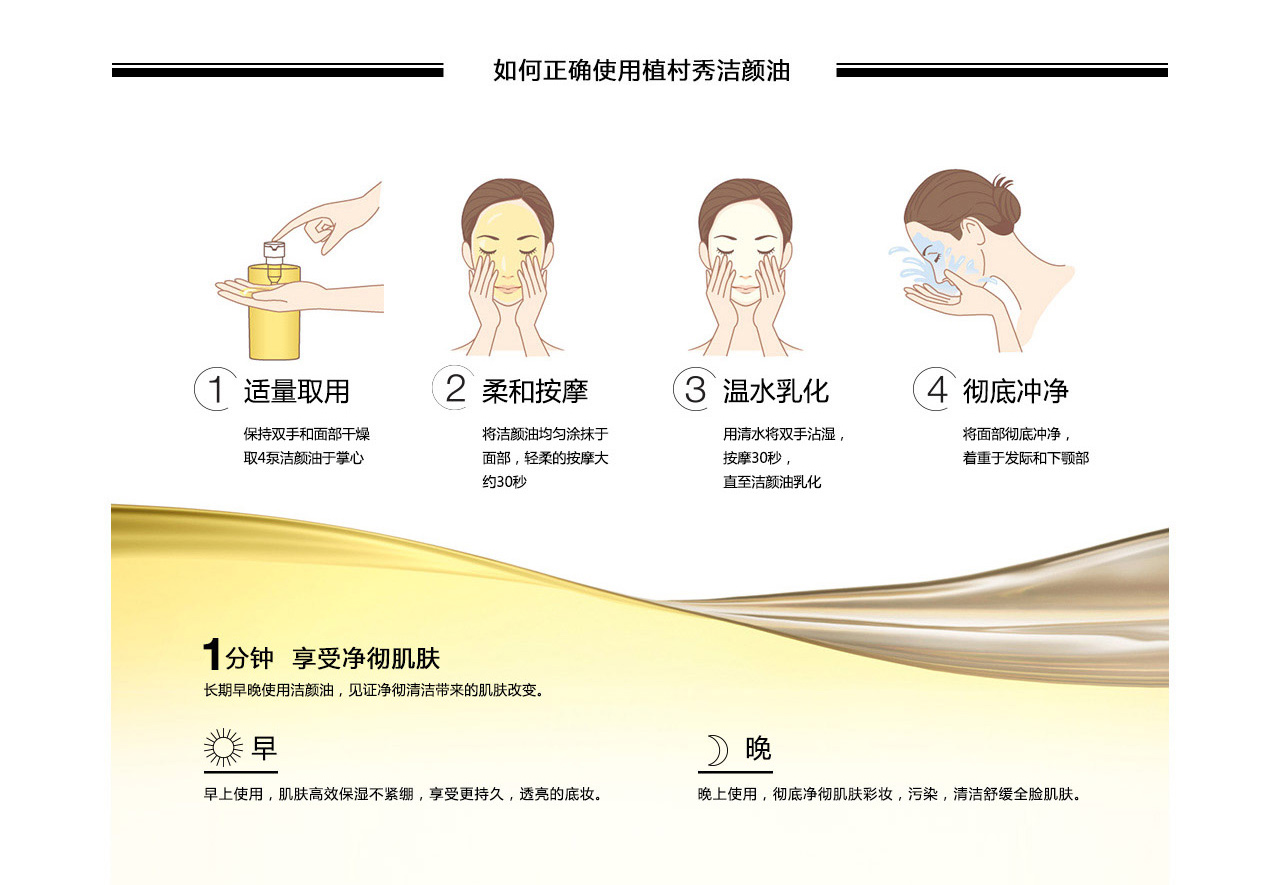 如何正确使用植村秀洁颜油
1 适量取用
保持双手和面部干燥
取4泵洁颜油于掌心
2 柔和按摩
将洁颜油均匀涂抹于
面部，轻柔的按摩大
约30秒
3 温水乳化
用清水将双手沾湿，
按摩30秒，
直至洁颜油乳化
4 彻底冲净
将面部彻底冲净，
着重于发际和下颚部
1分钟 享受净彻肌肤
长期早晚使用洁颜油，见证净彻清洁带来的肌肤改变。
早
早上使用，肌肤高效保湿不紧绷，享受更持久，透亮的底妆。
晚
晚上使用，彻底净彻肌肤彩妆，污染，清洁舒缓全脸肌肤。